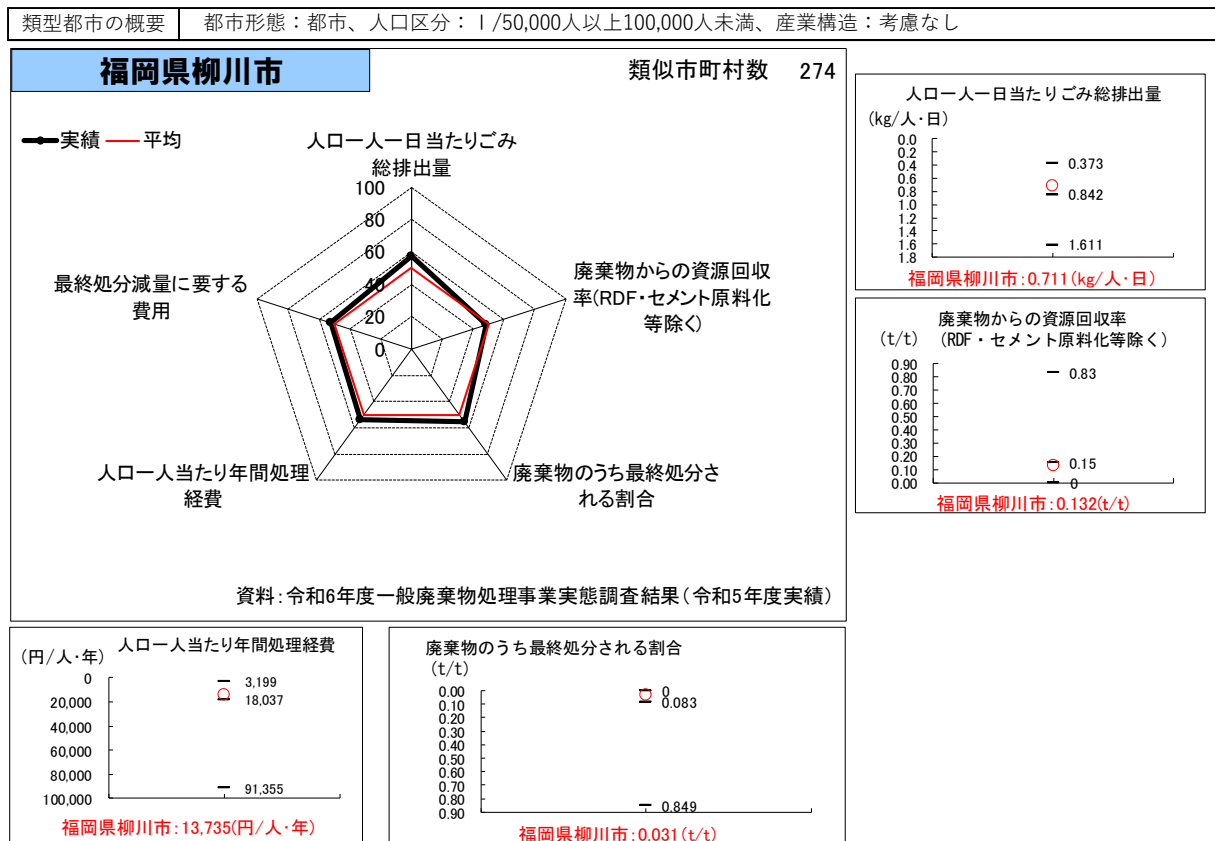 類型都市の概要
都市形態：都市、人口区分：Ⅰ/50,000人以上100,000人未満、産業構造：考慮なし
福岡県柳川市
類似市町村数 274
実績 平均
人口一人一日当たりごみ
総排出量
廃棄物からの資源回収
率(RDF・セメント原料化
等除く)
廃棄物のうち最終処分さ
れる割合
人口一人当たり年間処理
経費
最終処分減量に要する
費用
100
80
60
40
20
0
資料：令和6年度一般廃棄物処理事業実態調査結果（令和5年度実績）
人口一人一日当たりごみ総排出量
(kg/人・日)
0.0
0.2
0.4
0.6
0.8
1.0
1.2
1.4
1.6
1.8
0.373
0.842
1.611
福岡県柳川市：0.711(kg/人・日)
廃棄物からの資源回収率
(t/t)
（RDF・セメント原料化等除く）
0.90
0.80
0.70
0.60
0.50
0.40
0.30
0.20
0.10
0.00
0.83
0.15
0
福岡県柳川市：0.132(t/t)
人口一人当たり年間処理経費
(円/人・年)
0
20,000
40,000
60,000
80,000
100,000
3,199
18,037
91,355
福岡県柳川市：13,735(円/人・年)
廃棄物のうち最終処分される割合
(t/t)
0.00
0.10
0.20
0.30
0.40
0.50
0.60
0.70
0.80
0.90
0
0.083
0.849
福岡県柳川市：0.031(t/t)